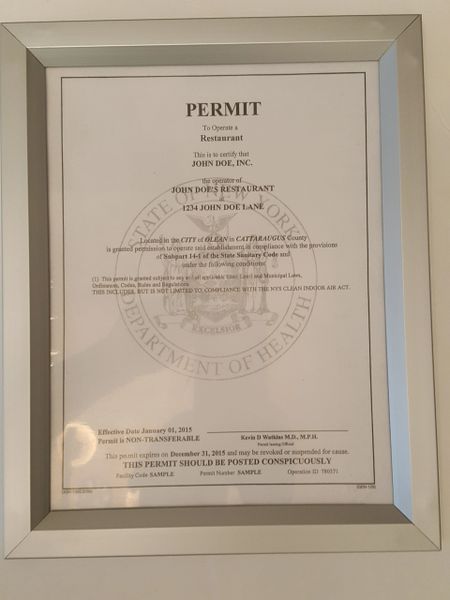 PERMIT
To Operate a
Restaurant
This is to certify that
JOHN DOE, INC.
the operator of
JOHN DOE'S RESTAURANT
1234 JOHN DOE LANE
Located in the CITY of OLEAN in CATTARAUGUS County
is granted permission to operate said establishment in compliance with the provisions
of Subpart 14-1 of the State Sanitary Code and
under the following conditions:
(1) This permit is granted subject to any and all applicable State, Local and Municipal Laws,
Ordinances, Codes, Rules and Regulations
THIS INCLUDES, BUT IS NOT LIMITED TO COMPLIANCE WITH THE NYS CLEAN INDOOR AIR ACT.
STATE OF NEW YORK
EXCELSIOR
DEPARTMENT OF HEALTH
Effective Date January 01, 2015
Permit is NON-TRANSFERABLE
Kevin D Watkins M.D., M.P.H.
Permit Issuing Official
This permit expires on December 31, 2015 and may be revoked or suspended for cause.
THIS PERMIT SHOULD BE POSTED CONSPICUOUSLY
Facility Code SAMPLE Permit Number SAMPLE Operation ID 780371